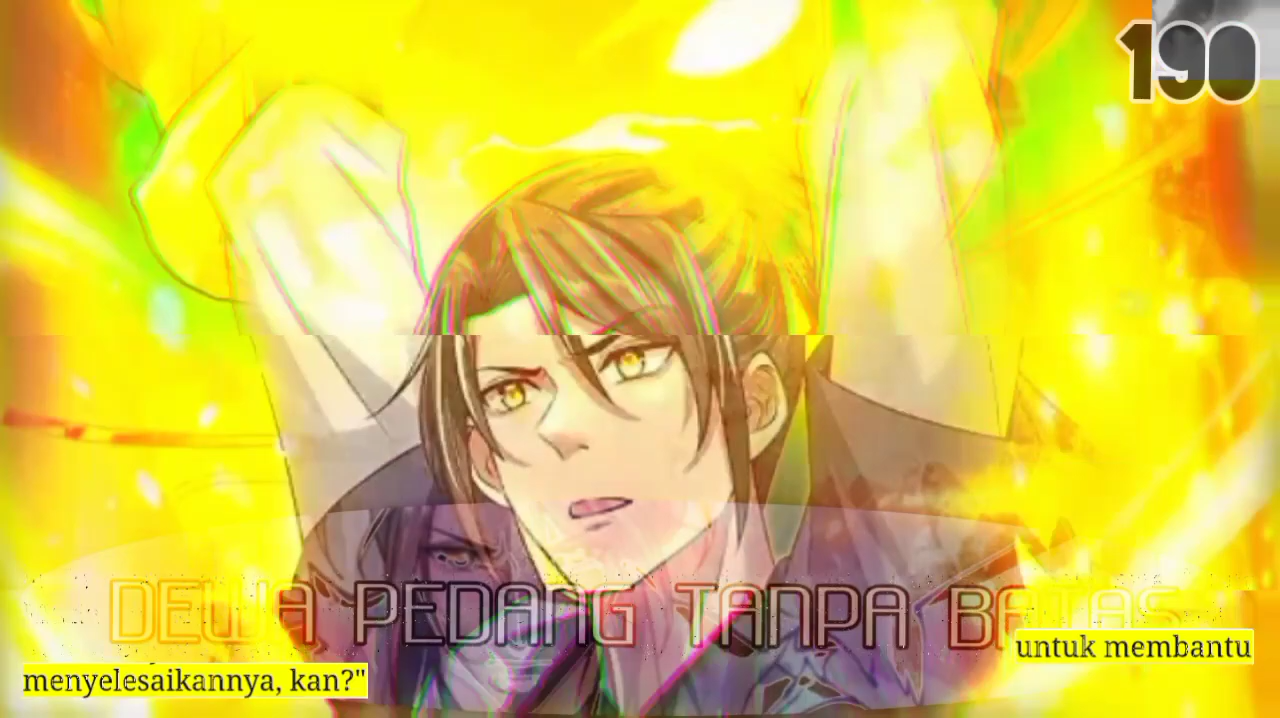 190
DEWA PEDANG TANPA BATAS
untuk membantu
menyelesaikannya, kan?"